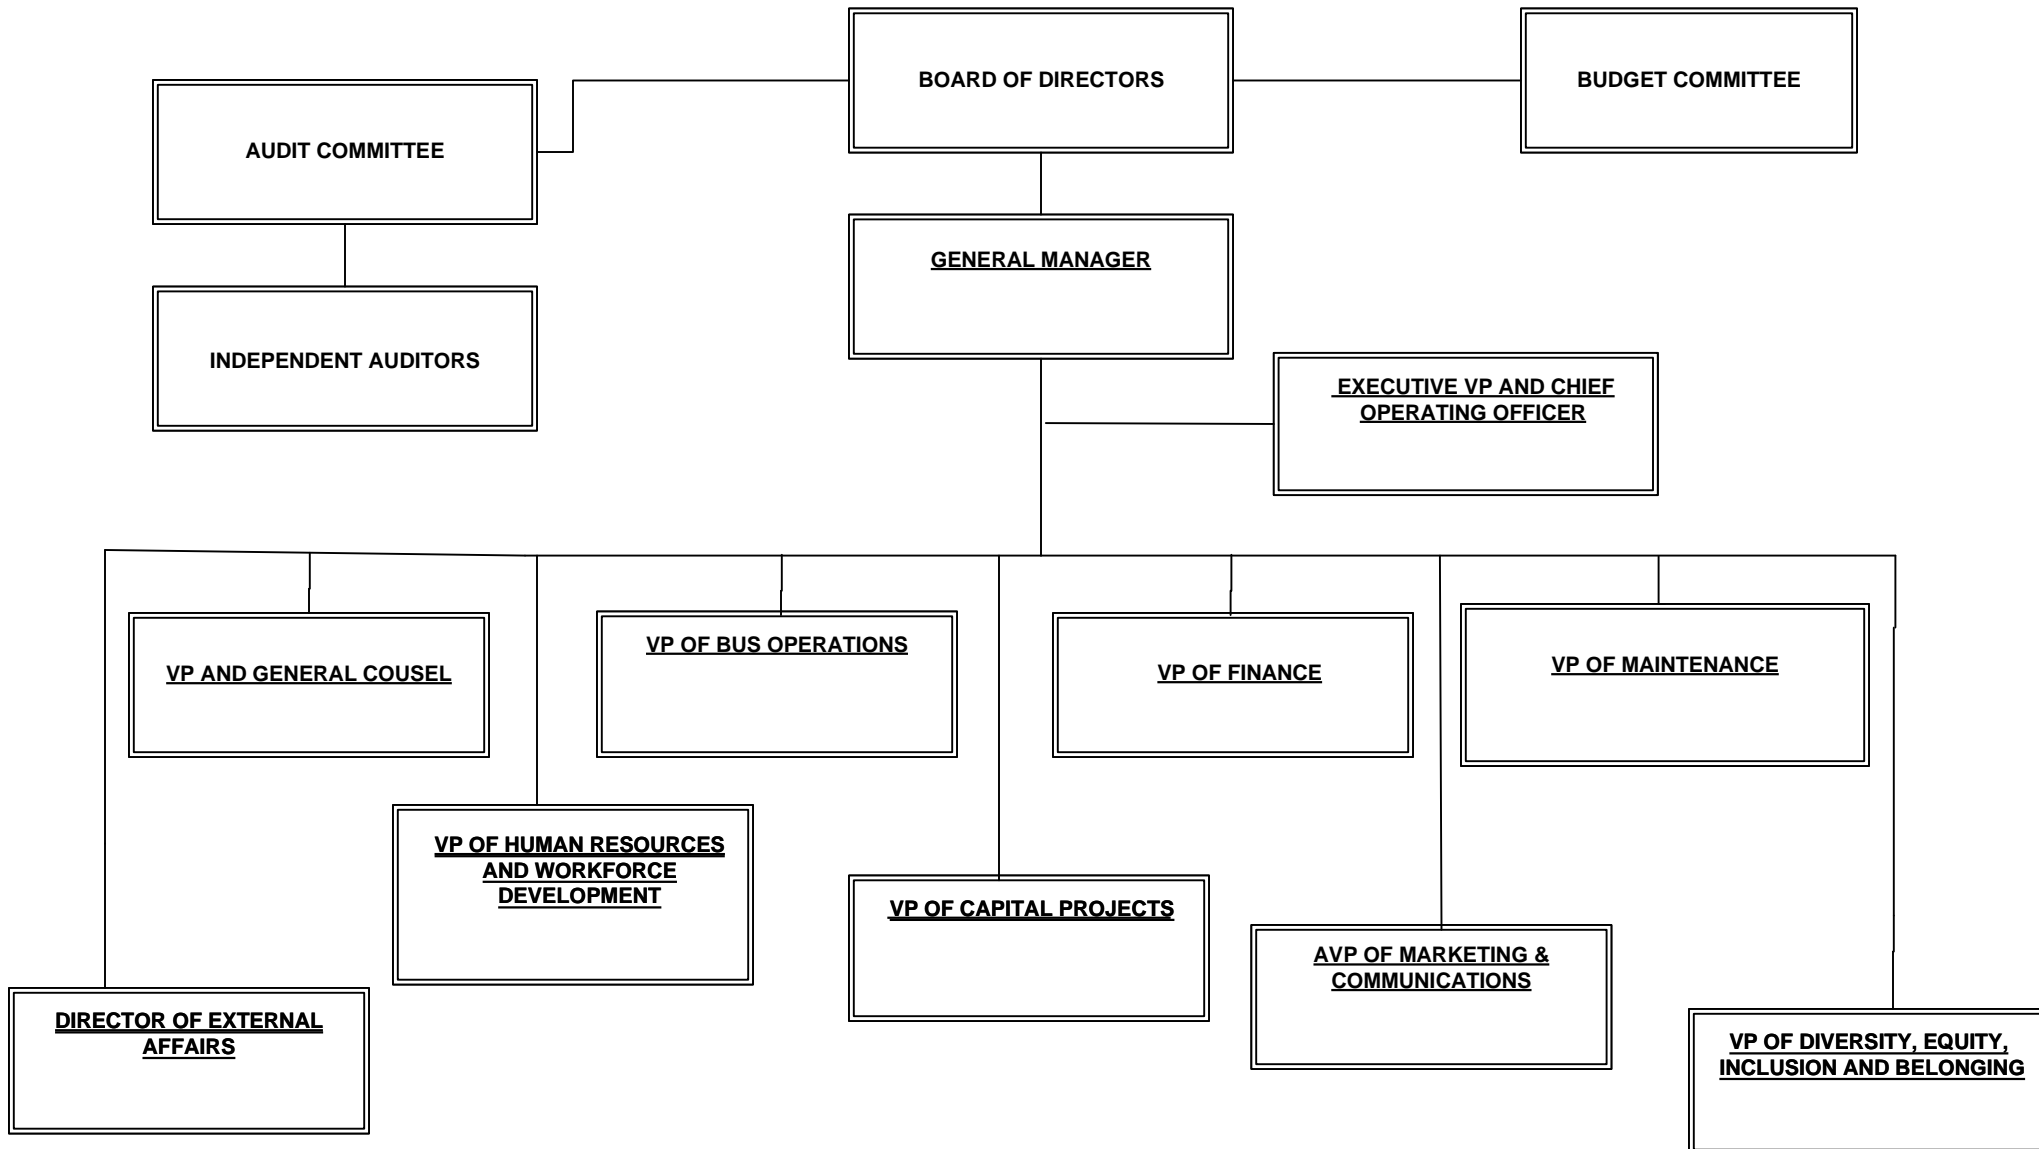 BOARD OF DIRECTORS
BUDGET COMMITTEE
AUDIT COMMITTEE
GENERAL MANAGER
INDEPENDENT AUDITORS
EXECUTIVE VP AND CHIEF
OPERATING OFFICER
VP AND GENERAL COUSEL
VP OF BUS OPERATIONS
VP OF FINANCE
VP OF MAINTENANCE
VP OF HUMAN RESOURCES
AND WORKFORCE
DEVELOPMENT
VP OF CAPITAL PROJECTS
AVP OF MARKETING &
COMMUNICATIONS
DIRECTOR OF EXTERNAL
AFFAIRS
VP OF DIVERSITY, EQUITY,
INCLUSION AND BELONGING